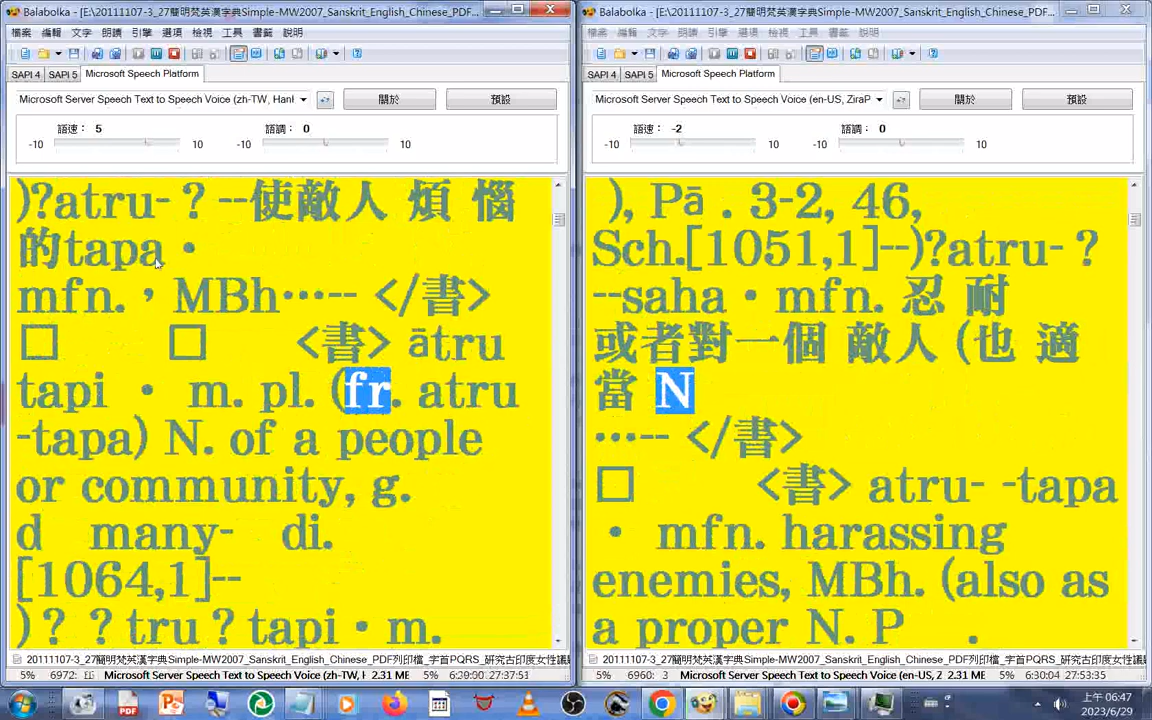 Balabolka - [E:\20111107-3_27簡明梵英漢字典Simple-MW2007_Sanskrit_English_Chinese_PDF...
檔案 編輯 文字 朗讀 引擎 選項 檢視 工具 書籤 說明
SAPI 4 SAPI 5 Microsoft Speech Platform
Microsoft Server Speech Text to Speech Voice (zh-TW, Hanl
關於 預設
語速： 5 語調： 0
-10 10 -10 10
)?atru- ? --使敵人 煩 惱
的tapa・
mfn.，MBh…-- </書>
□ □ <書> ātru
tapi ・ m. pl. (fr. atru
-tapa) N. of a people
or community, g.
d many- di.
[1064,1]--
)? ?tru?tapi・m.
20111107-3_27簡明梵英漢字典Simple-MW2007_Sanskrit_English_Chinese_PDF列印檔_字首PQRS_研究古印度女性議
5% 6972: Microsoft Server Speech Text to Speech Voice (zh-TW, H 2.31 MB 5% 6:29:90 27:37:51
Balabolka - [E:\20111107-3_27簡明梵英漢字典Simple-MW2007_Sanskrit_English_Chinese_PDF...
檔案 編輯 文字 朗讀 引擎 選項 檢視 工具 書籤 說明
SAPI 4 SAPI 5 Microsoft Speech Platform
Microsoft Server Speech Text to Speech Voice (en-US, ZiraP
關於 預設
語速： -2 語調： 0
-10 10 -10 10
), Pā . 3-2, 46,
Sch.[1051,1]--)?atru- ?
--saha・mfn. 忍 耐
或者對一個 敵人 (也 適
當 N
…-- </書>
□ <書> atru- -tapa
・ mfn. harassing
enemies, MBh. (also as
a proper N. P .
20111107-3_27簡明梵英漢字典Simple-MW2007_Sanskrit_English_Chinese_PDF列印檔_字首PQRS_研究古印度女性議
5% 6960: 3 Microsoft Server Speech Text to Speech Voice (en-US, Z 2.31 MB 5% 6:30:04 27:53:35
上午 06:47
2023/6/29